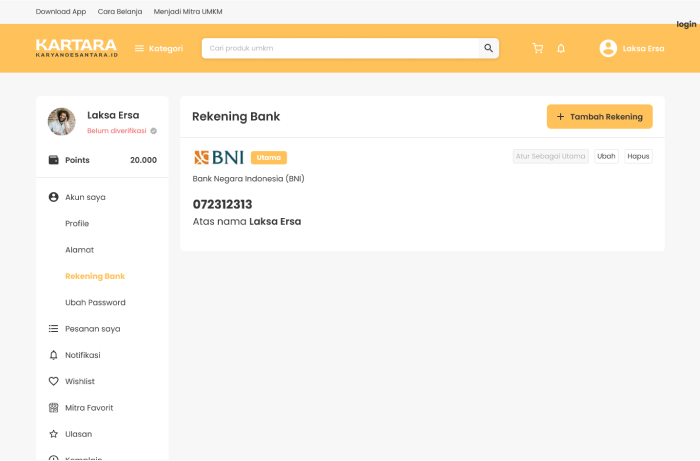 Download App Cara Belanja Menjadi Mitra UMKM
login
KARTARA
KARYANDESANTARA.ID
Kategori
Cari produk umkm
Laksa Ersa
Laksa Ersa
Belum diverifikasi
Points 20.000
Akun saya
Profile
Alamat
Rekening Bank
Ubah Password
Pesanan saya
Notifikasi
Wishlist
Mitra Favorit
Ulasan
Komplain
Rekening Bank
+ Tambah Rekening
BNI Utama
Atur Sebagai Utama Ubah Hapus
Bank Negara Indonesia (BNI)
072312313
Atas nama Laksa Ersa